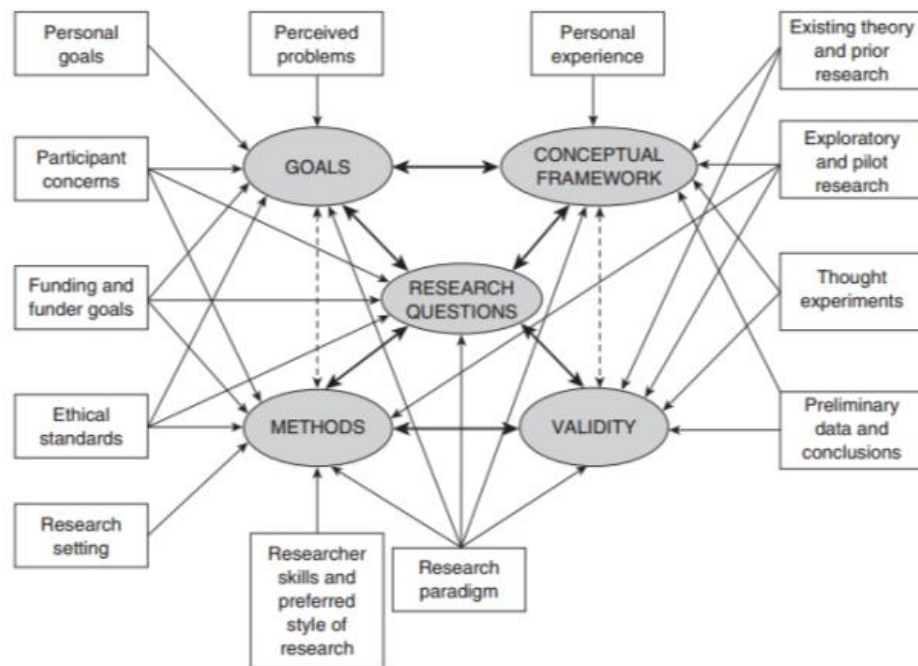 Personal
goals
Perceived
problems
Personal
experience
Existing theory
and prior
research
Participant
concerns
GOALS
CONCEPTUAL
FRAMEWORK
Exploratory
and pilot
research
Funding and
funder goals
RESEARCH
QUESTIONS
Thought
experiments
Ethical
standards
METHODS
VALIDITY
Preliminary
data and
conclusions
Research
setting
Researcher
skills and
preferred
style of
research
Research
paradigm